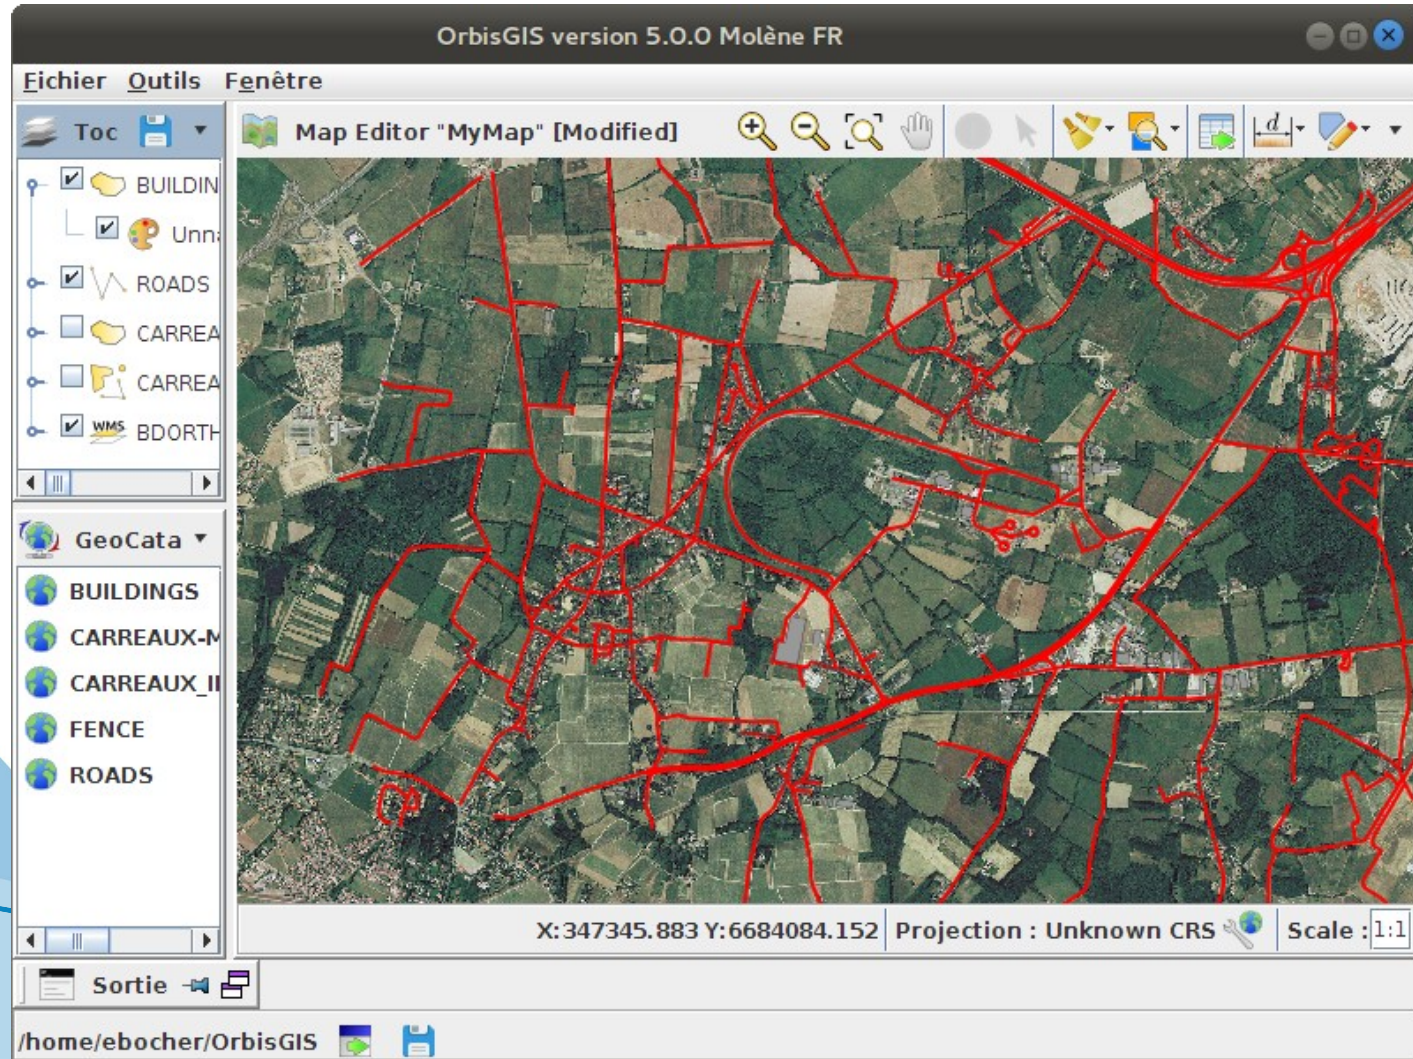 OrbisGIS version 5.0.0 Molène FR
Fichier Outils Fenêtre
Toc
Map Editor "MyMap" [Modified]
d
BUILDIN
Unna
ROADS
CARREA
CARREA
WMS BDORTH
GeoCata
BUILDINGS
CARREAUX-M
CARREAUX_II
FENCE
ROADS
X:347345.883 Y:6684084.152 Projection : Unknown CRS Scale : 1:1
Sortie
/home/ebocher/OrbisGIS